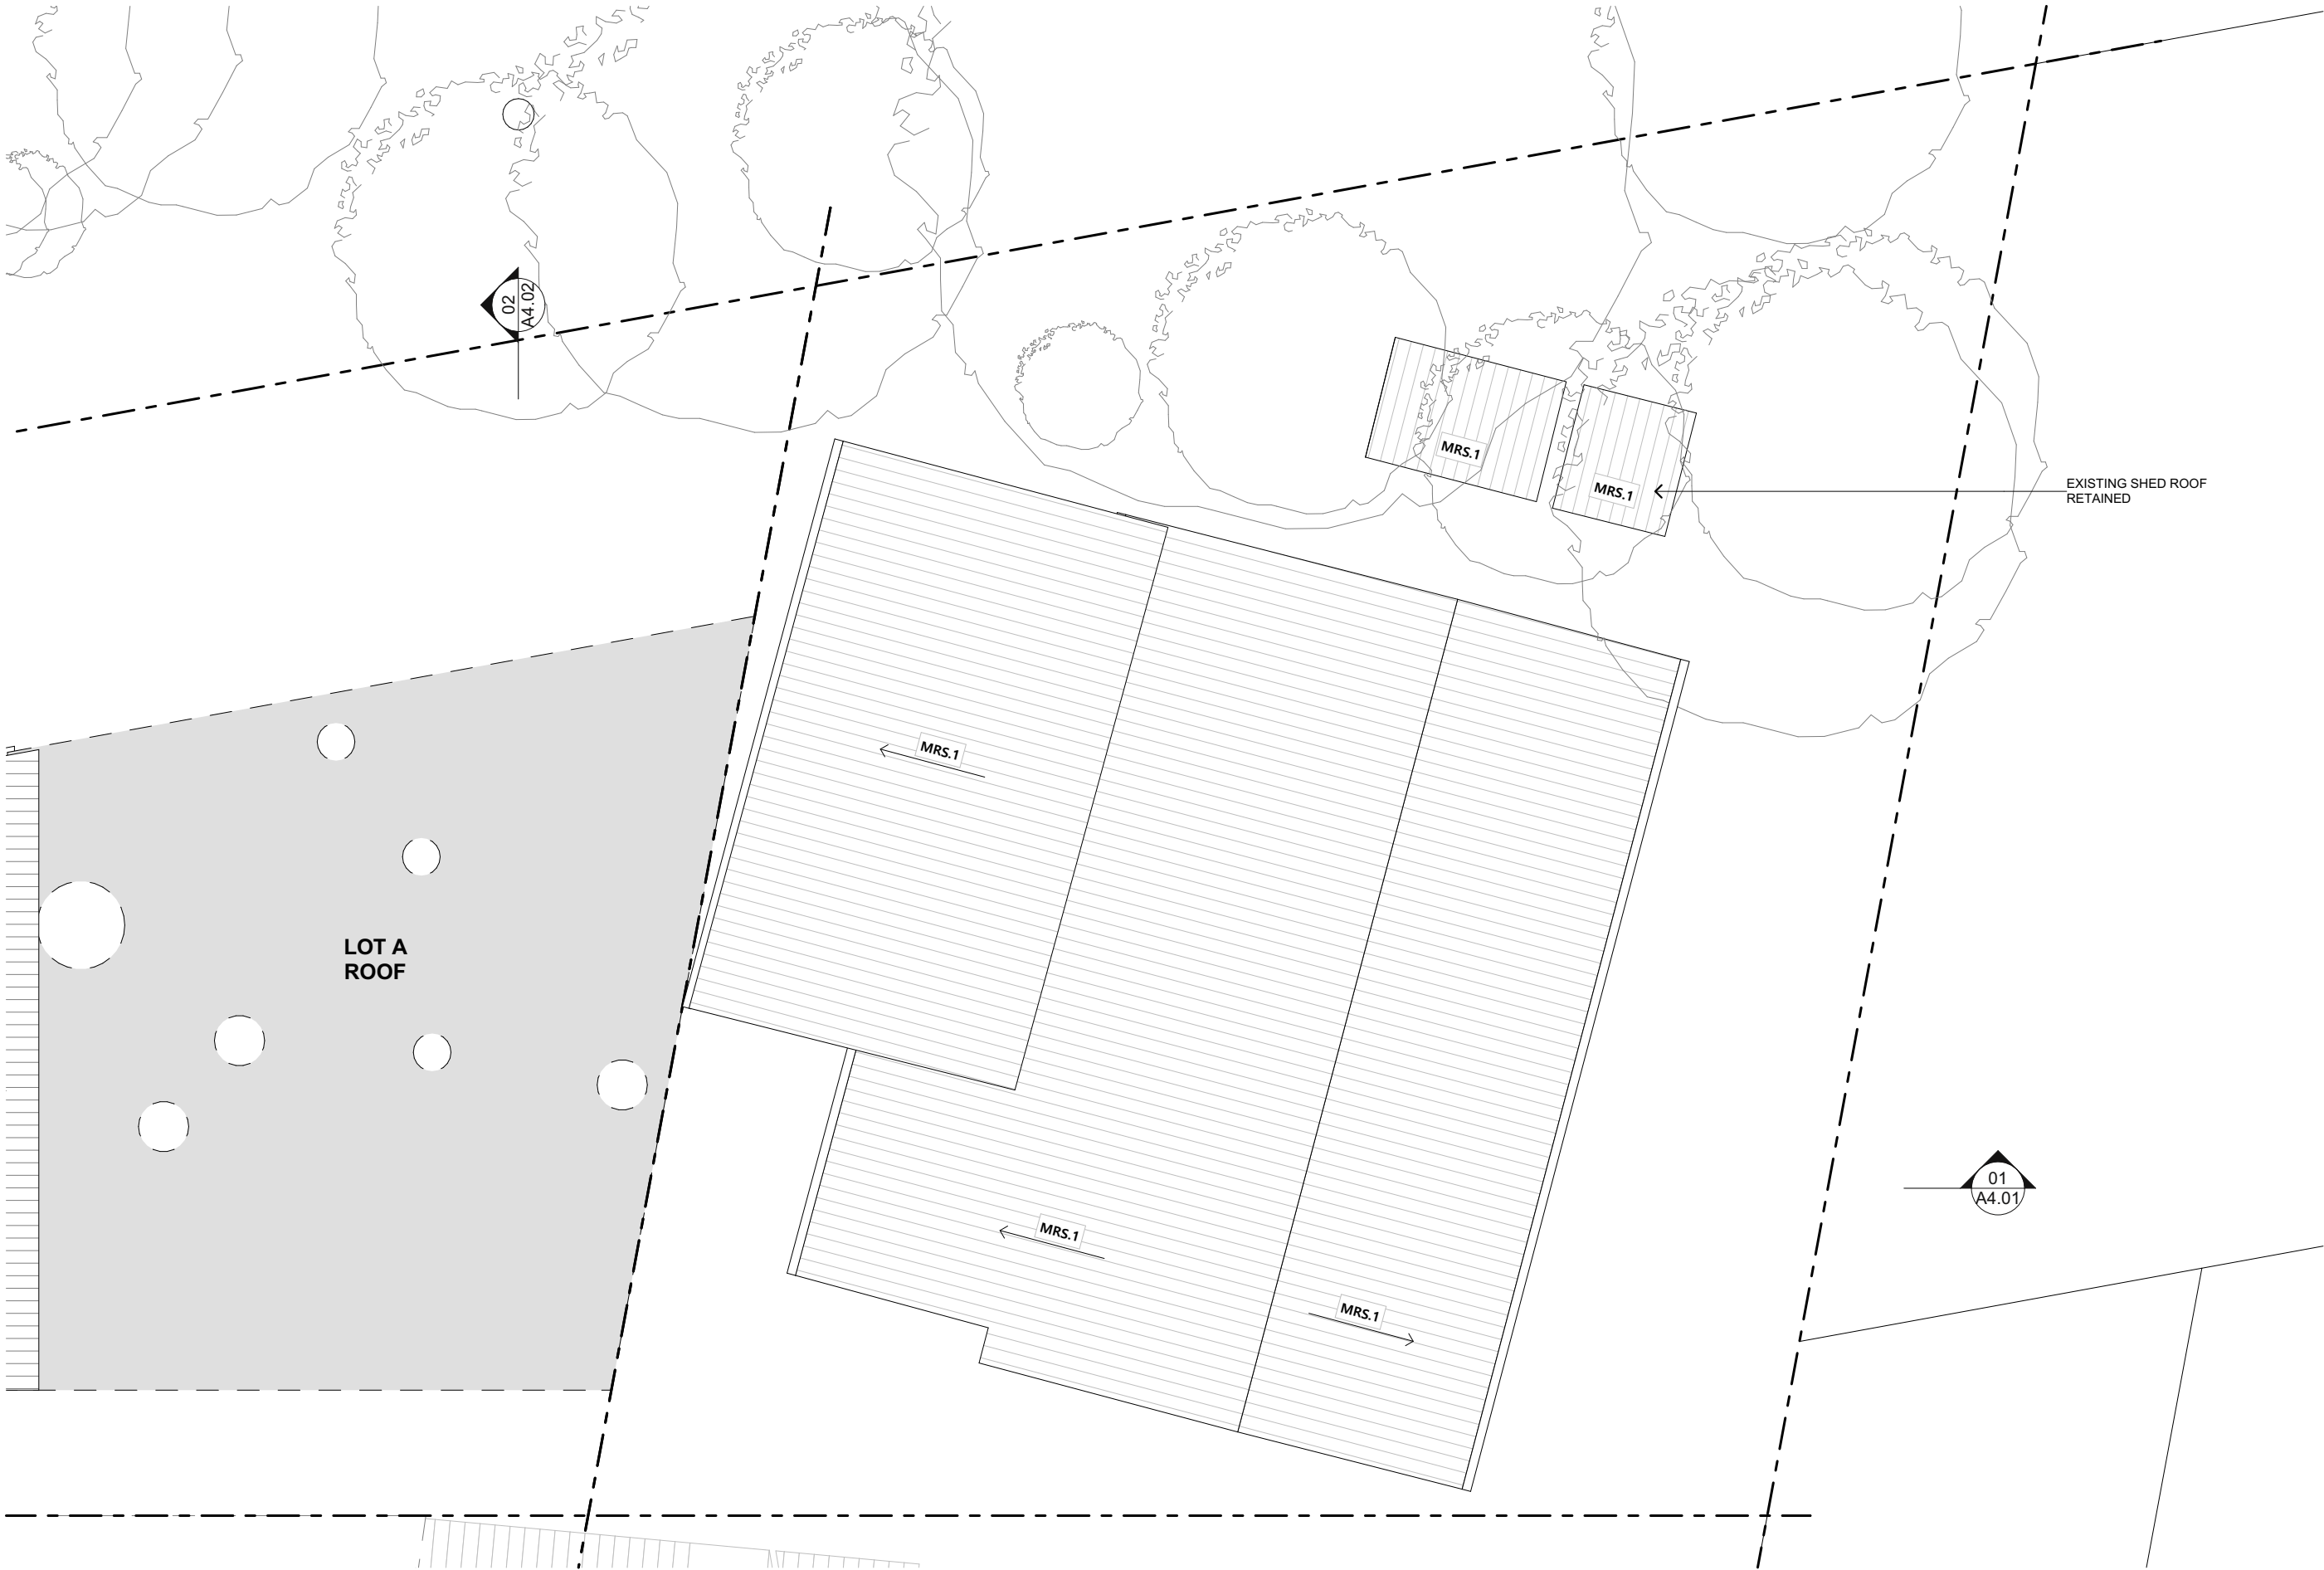 02
A4.02
MRS.1
MRS.1
EXISTING SHED ROOF
RETAINED
MRS.1
LOT A
ROOF
01
A4.01
MRS.1
MRS.1